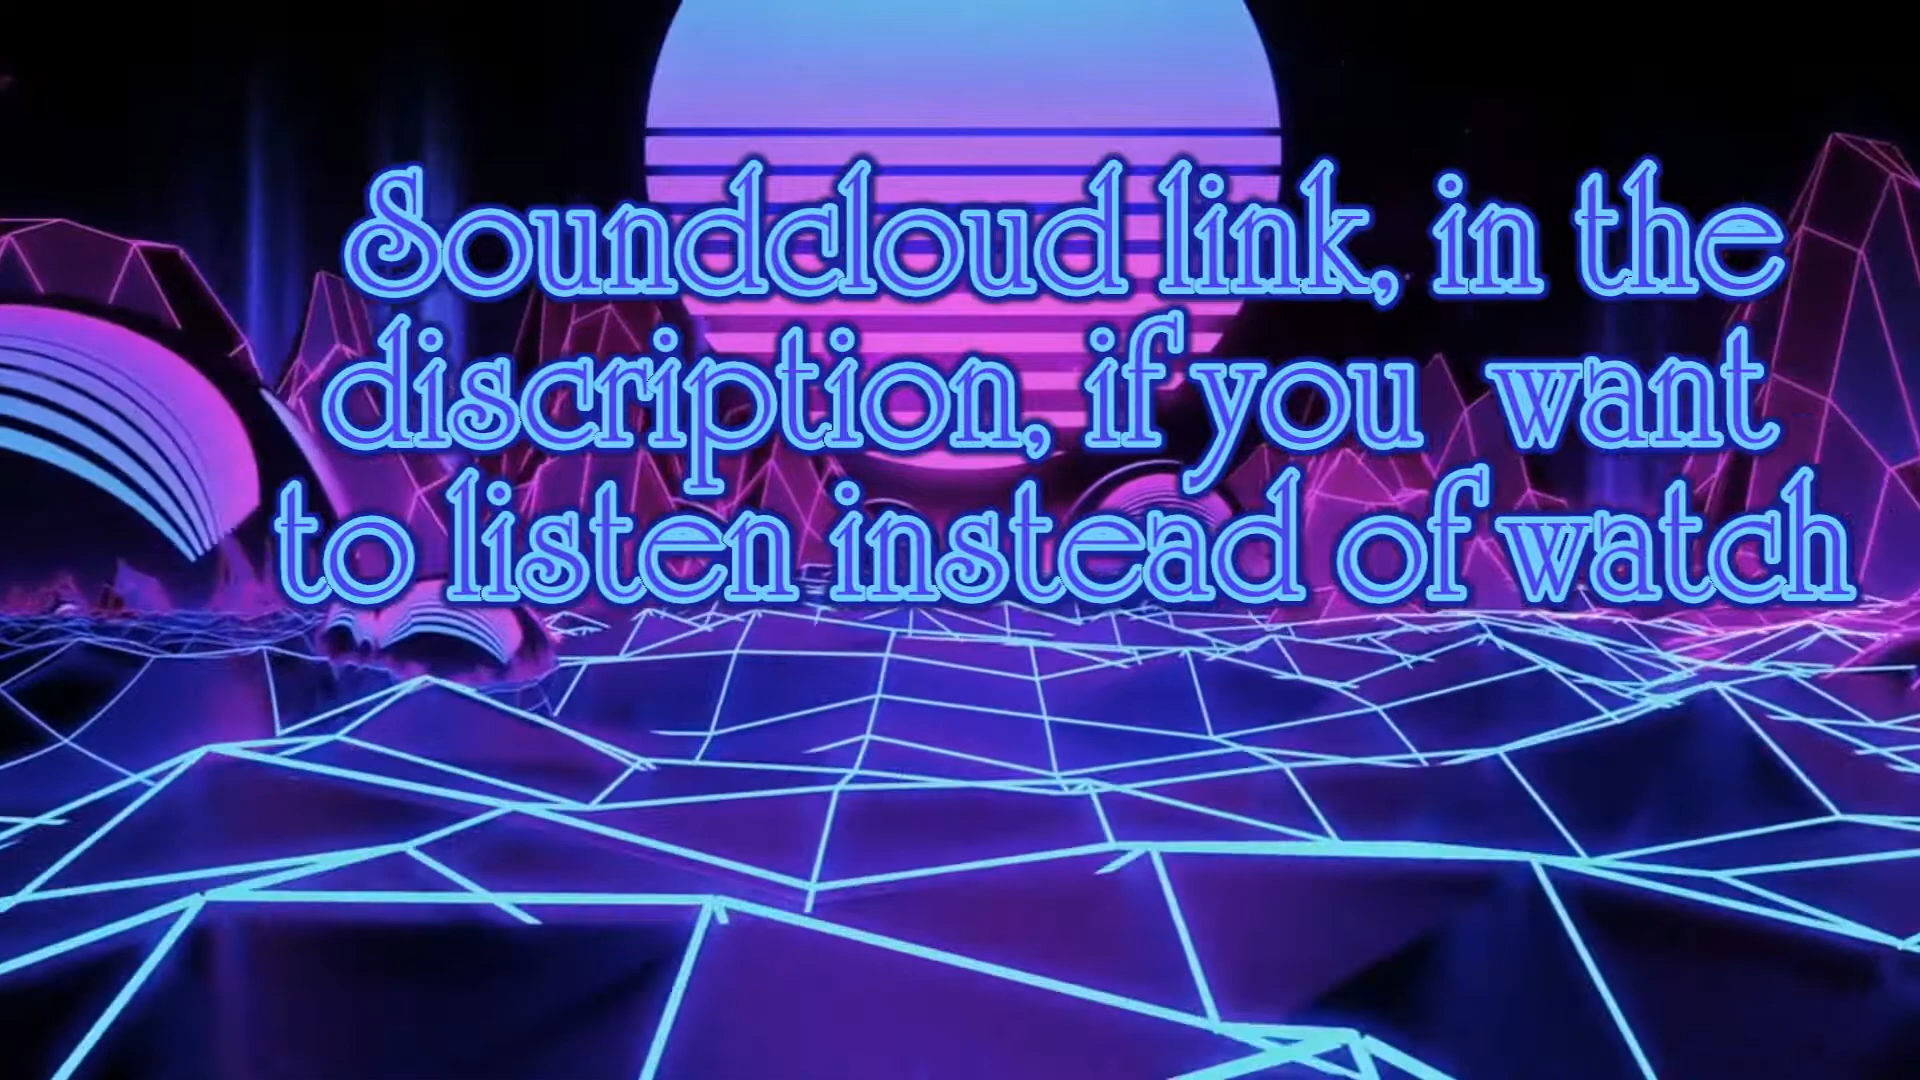 Soundcloud link, in the
discription, if you want
to listen instead of watch